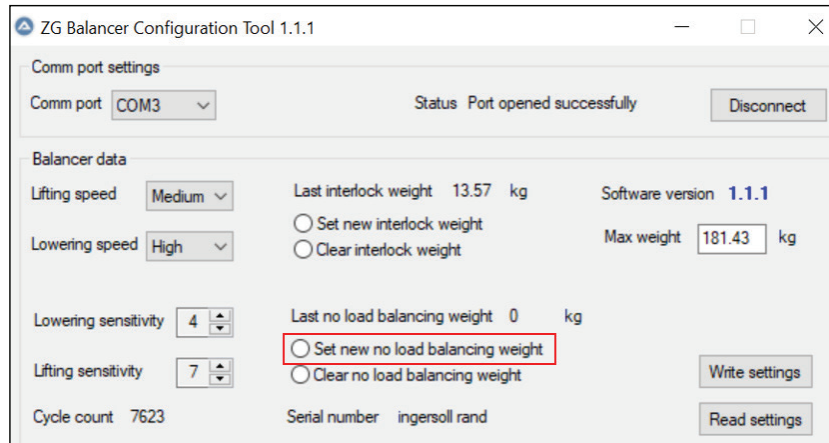 ZG Balancer Configuration Tool 1.1.1
Comm port settings
Comm port COM3 Status Port opened successfully Disconnect
Balancer data
Lifting speed Medium Last interlock weight 13.57 kg Software version 1.1.1
Set new interlock weight
Lowering speed High Clear interlock weight Max weight 181.43 kg
Lowering sensitivity 4 Last no load balancing weight 0 kg
Set new no load balancing weight
Lifting sensitivity 7 Clear no load balancing weight Write settings
Cycle count 7623 Serial number ingersoll rand Read settings